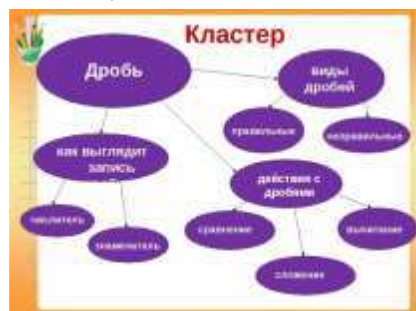 Кластер
Дробь
виды
дробей
правильные
неправильные
как выглядит
запись
действия с
дробями
числитель
знаменатель
сравнение
вычитание
сложение